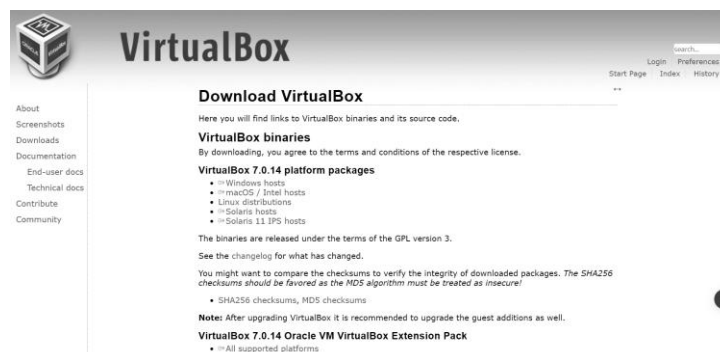 VirtualBox
search...
Login Preferences
Start Page Index History
About
Screenshots
Downloads
Documentation
End-user docs
Technical docs
Contribute
Community
Download VirtualBox
Here you will find links to VirtualBox binaries and its source code.
VirtualBox binaries
By downloading, you agree to the terms and conditions of the respective license.
VirtualBox 7.0.14 platform packages
Windows hosts
macOS / Intel hosts
Linux distributions
Solaris hosts
Solaris 11 IPS hosts
The binaries are released under the terms of the GPL version 3.
See the changelog for what has changed.
You might want to compare the checksums to verify the integrity of downloaded packages. The SHA256
checksums should be favored as the MD5 algorithm must be treated as insecure!
SHA256 checksums, MD5 checksums
Note: After upgrading VirtualBox it is recommended to upgrade the guest additions as well.
VirtualBox 7.0.14 Oracle VM VirtualBox Extension Pack
All supported platforms